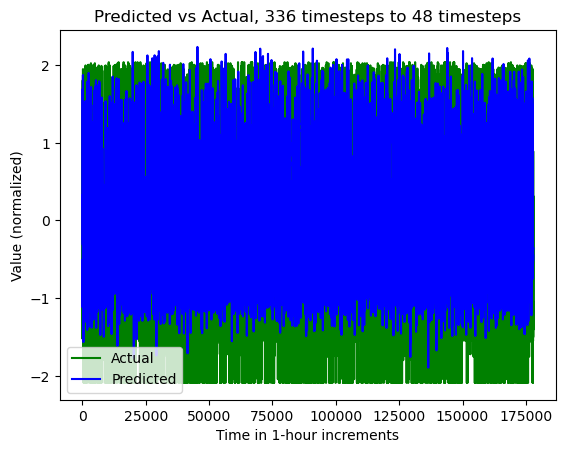 Predicted vs Actual, 336 timesteps to 48 timesteps
Value (normalized)
2
1
0
−1
−2
Actual
Predicted
0
25000
50000
75000
100000
125000
150000
175000
Time in 1-hour increments